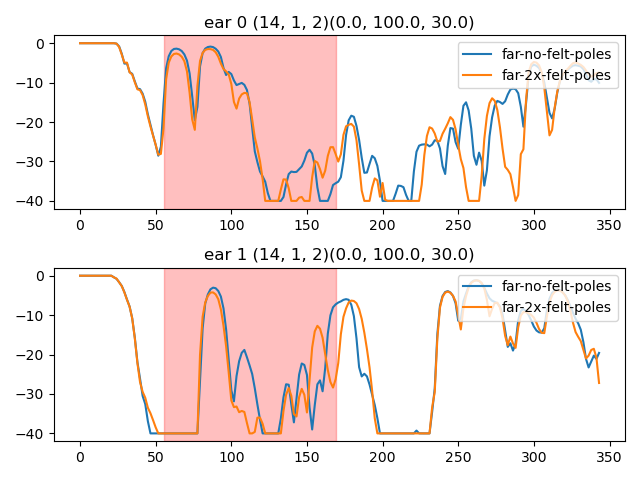 ear 0 (14, 1, 2)(0.0, 100.0, 30.0)
0
−10
−20
−30
−40
far-no-felt-poles
far-2x-felt-poles
0 50 100 150 200 250 300 350
ear 1 (14, 1, 2)(0.0, 100.0, 30.0)
0
−10
−20
−30
−40
far-no-felt-poles
far-2x-felt-poles
0 50 100 150 200 250 300 350